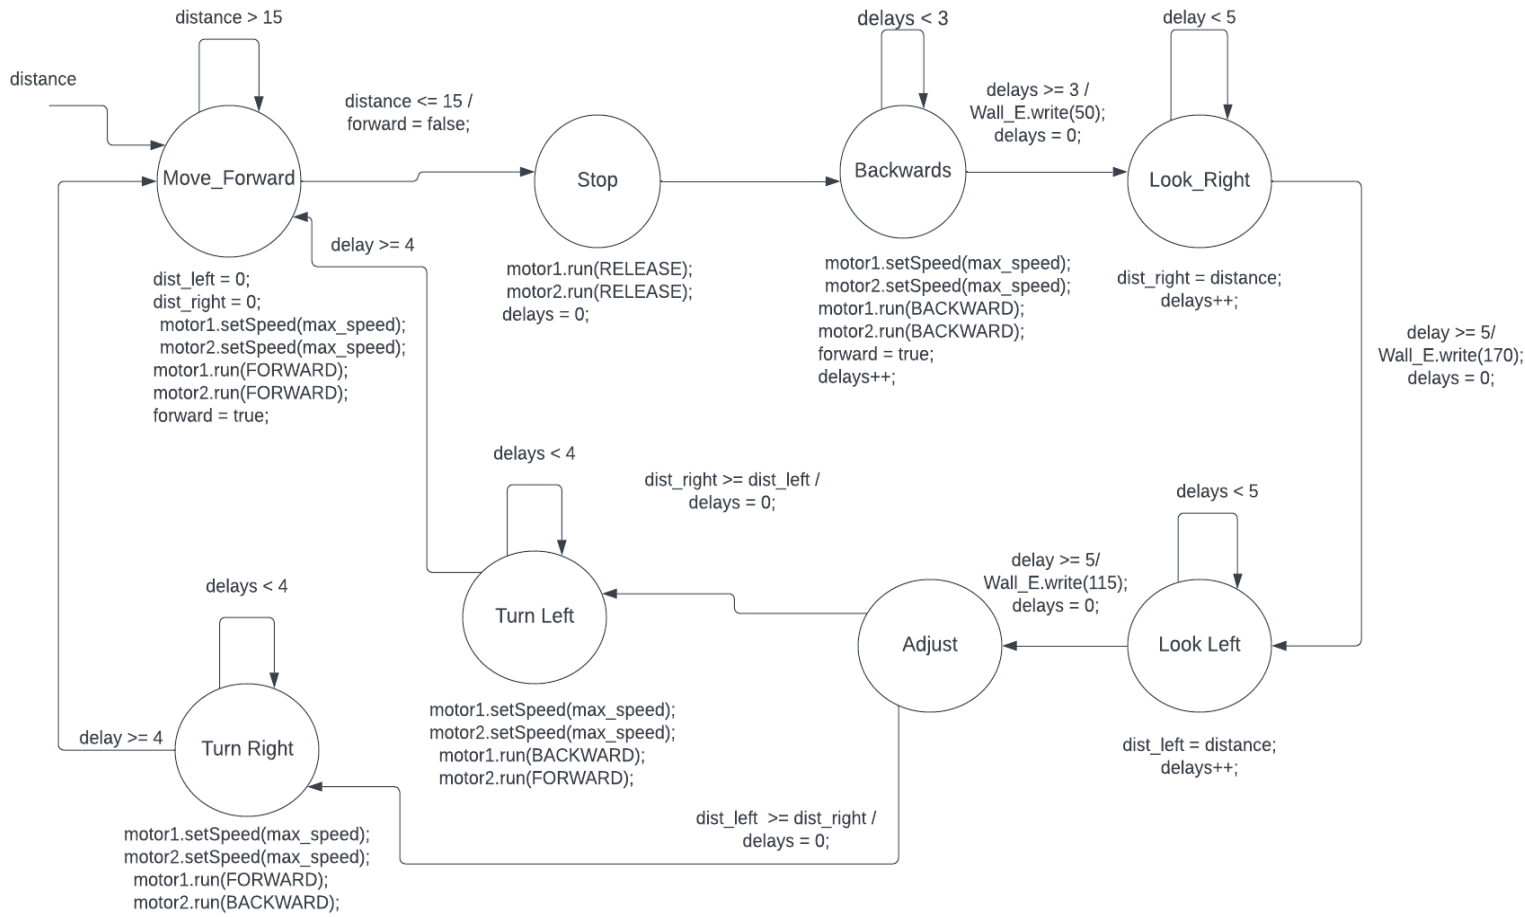 distance > 15
delays < 3
delay < 5
distance
distance <= 15 /
forward = false;
delays >= 3 /
Wall_E.write(50);
delays = 0;
Move_Forward
Stop
Backwards
Look_Right
delay >= 4
dist_left = 0;
dist_right = 0;
motor1.setSpeed(max_speed);
motor2.setSpeed(max_speed);
motor1.run(FORWARD);
motor2.run(FORWARD);
forward = true;
motor1.run(RELEASE);
motor2.run(RELEASE);
delays = 0;
motor1.setSpeed(max_speed);
motor2.setSpeed(max_speed);
motor1.run(BACKWARD);
motor2.run(BACKWARD);
forward = true;
delays++;
dist_right = distance;
delays++;
delay >= 5/
Wall_E.write(170);
delays = 0;
delays < 4
dist_right >= dist_left /
delays = 0;
delays < 5
delay >= 5/
Wall_E.write(115);
delays = 0;
delays < 4
Turn Left
Adjust
Look Left
motor1.setSpeed(max_speed);
motor2.setSpeed(max_speed);
motor1.run(BACKWARD);
motor2.run(FORWARD);
dist_left = distance;
delays++;
delay >= 4
Turn Right
dist_left  >= dist_right /
delays = 0;
motor1.setSpeed(max_speed);
motor2.setSpeed(max_speed);
motor1.run(FORWARD);
motor2.run(BACKWARD);